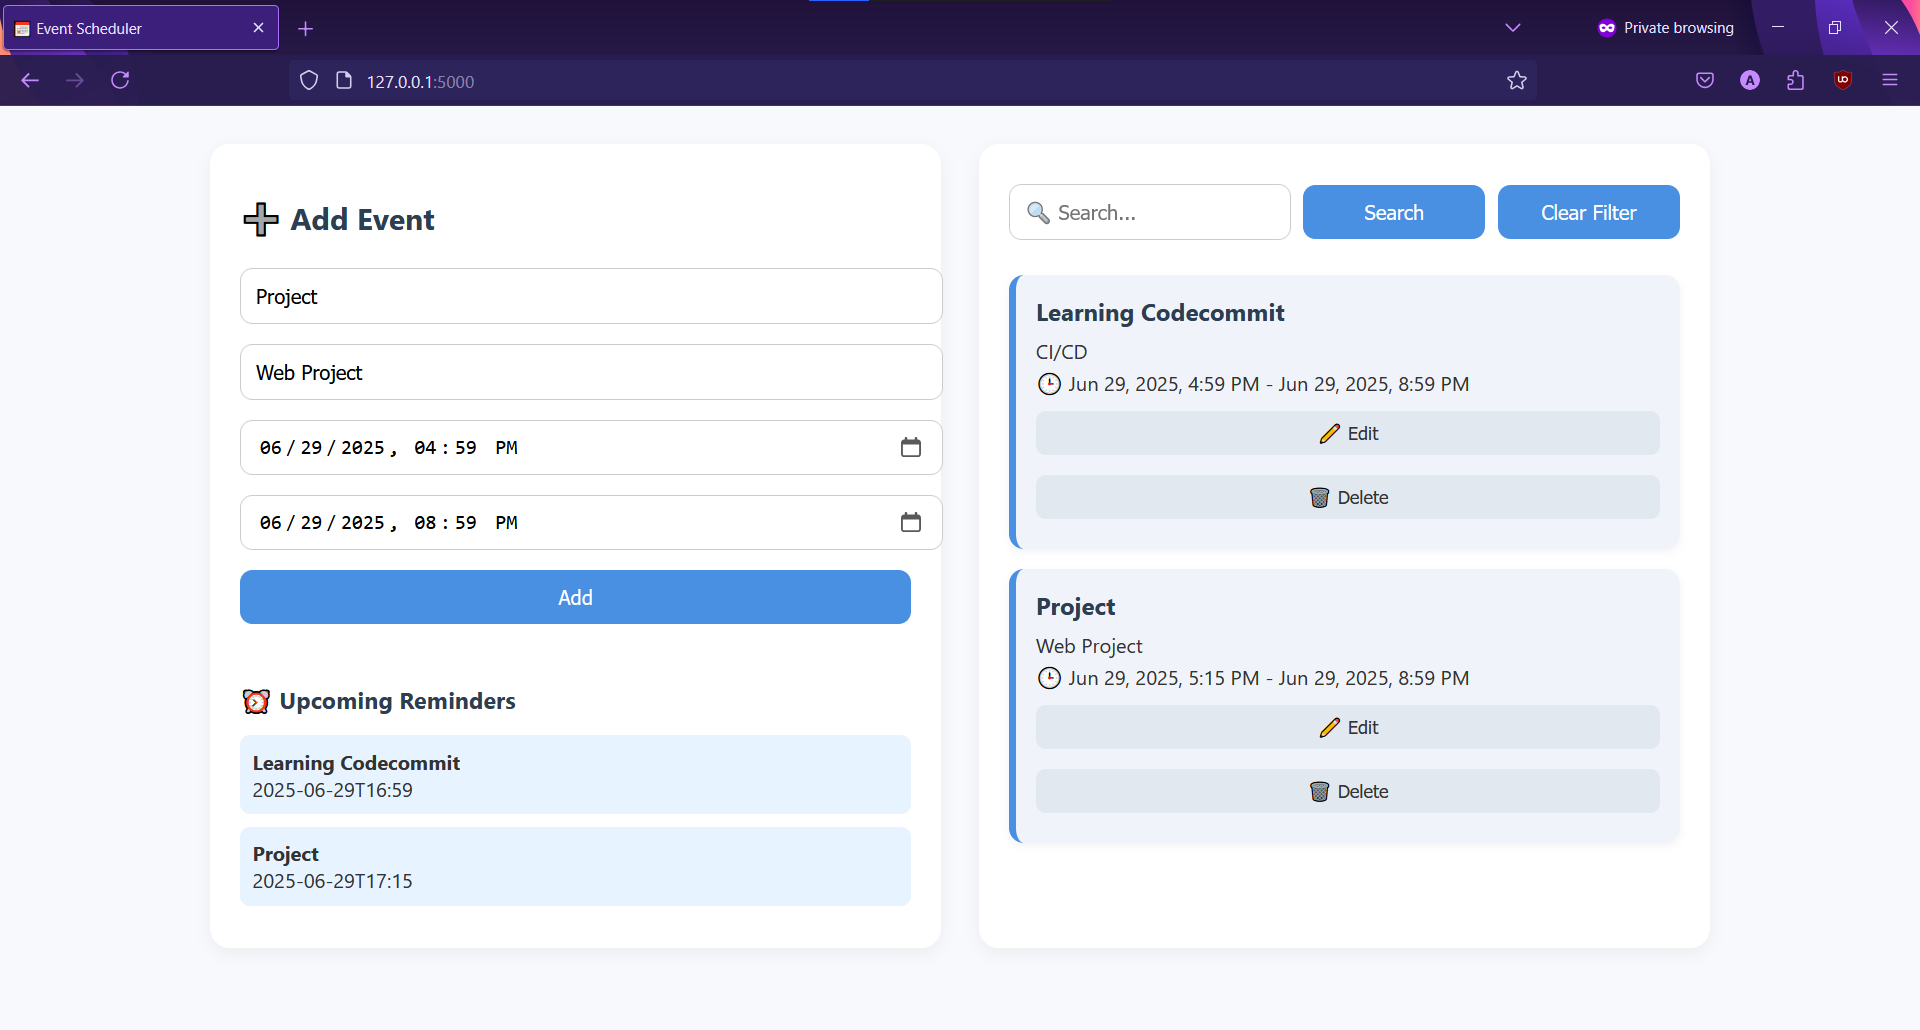 Event Scheduler
Private browsing
127.0.0.1:5000
A
Add Event
Project
Web Project
06/29/2025, 04:59 PM
06/29/2025, 08:59 PM
Add
Upcoming Reminders
Learning Codecommit
2025-06-29T16:59
Project
2025-06-29T17:15
Search...
Search
Clear Filter
Learning Codecommit
CI/CD
Jun 29, 2025, 4:59 PM - Jun 29, 2025, 8:59 PM
Edit
Delete
Project
Web Project
Jun 29, 2025, 5:15 PM - Jun 29, 2025, 8:59 PM
Edit
Delete